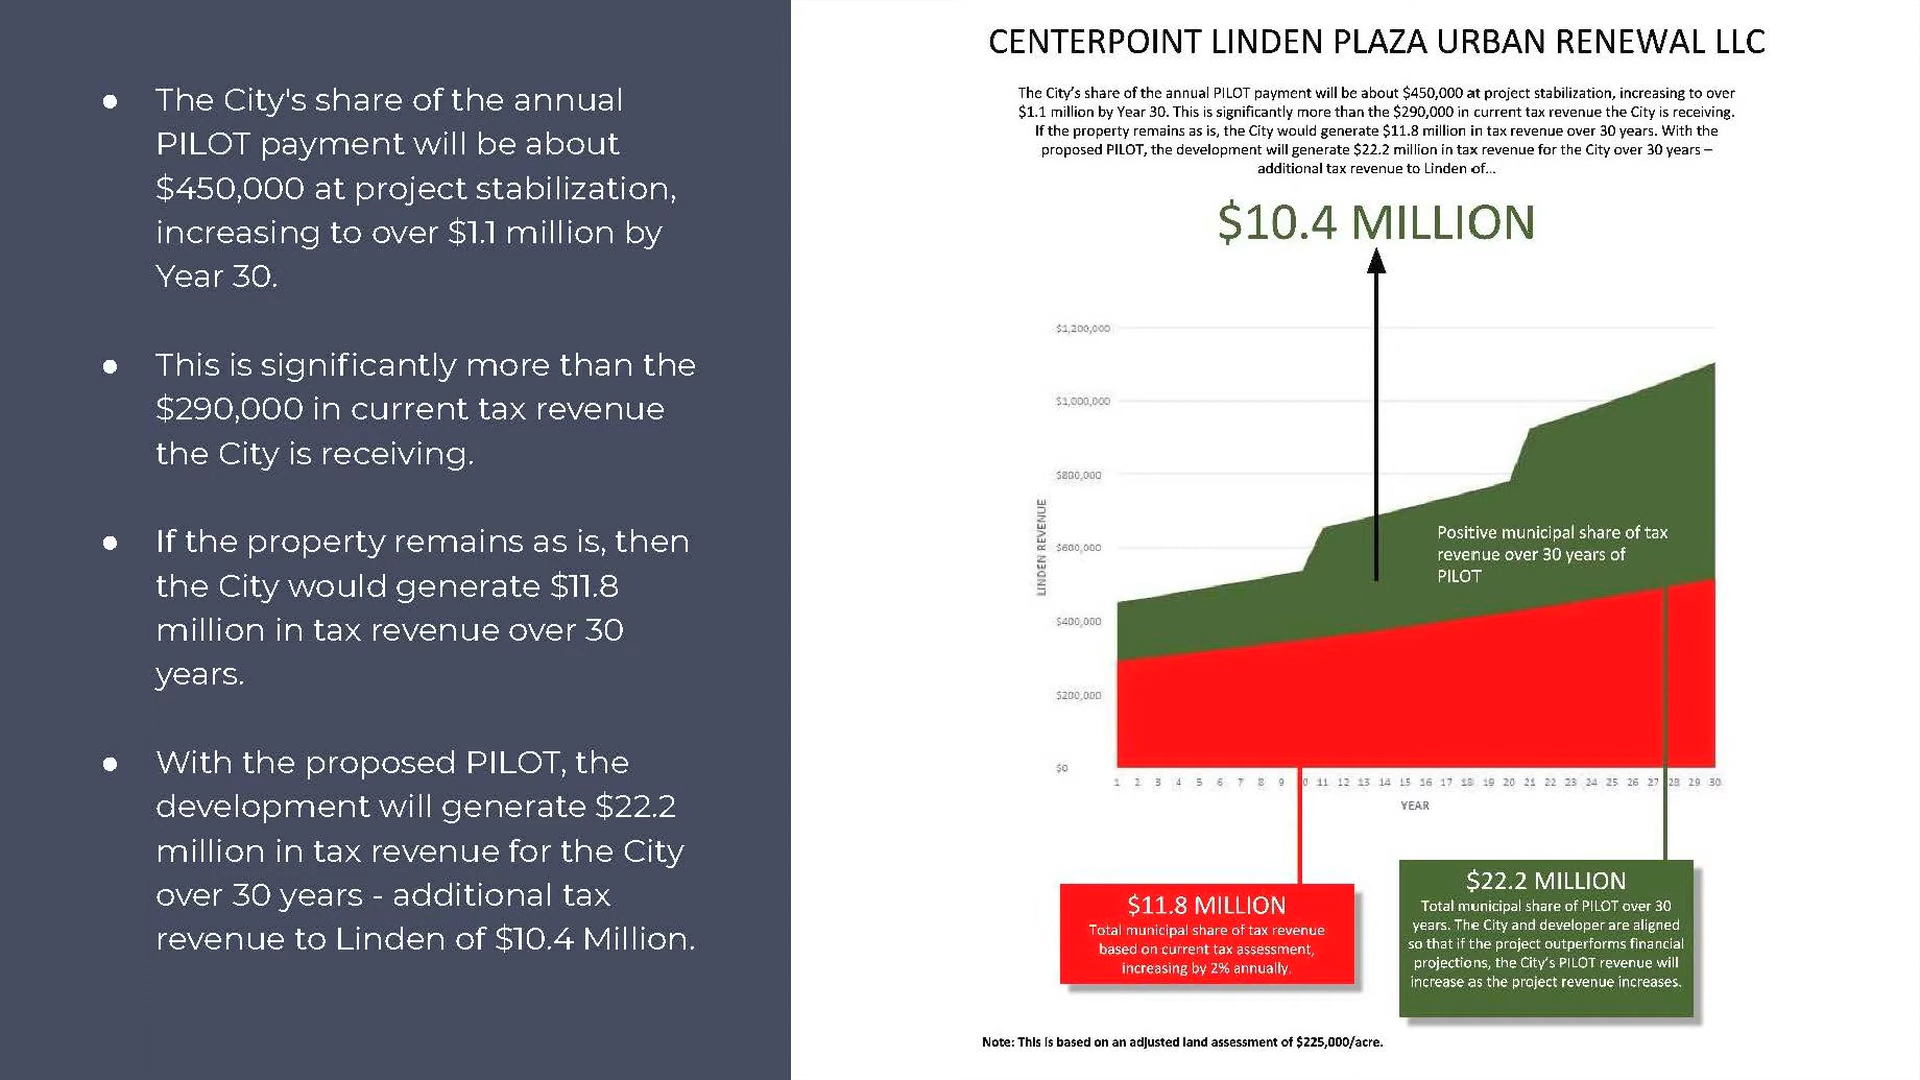 ● The City's share of the annual
PILOT payment will be about
$450,000 at project stabilization,
increasing to over $1.1 million by
Year 30.
● This is significantly more than the
$290,000 in current tax revenue
the City is receiving.
● If the property remains as is, then
the City would generate $11.8
million in tax revenue over 30
years.
● With the proposed PILOT, the
development will generate $22.2
million in tax revenue for the City
over 30 years - additional tax
revenue to Linden of $10.4 Million.
CENTERPOINT LINDEN PLAZA URBAN RENEWAL LLC
The City’s share of the annual PILOT payment will be about $450,000 at project stabilization, increasing to over
$1.1 million by Year 30. This is significantly more than the $290,000 in current tax revenue the City is receiving.
If the property remains as is, the City would generate $11.8 million in tax revenue over 30 years. With the
proposed PILOT, the development will generate $22.2 million in tax revenue for the City over 30 years –
additional tax revenue to Linden of...
$10.4 MILLION
$1,200,000
$1,000,000
$800,000
$600,000
$400,000
$200,000
$0
LINDEN REVENUE
Positive municipal share of tax
revenue over 30 years of
PILOT
1 2 3 4 5 6 7 8 9 0 11 12 13 14 15 16 17 18 19 20 21 22 23 24 25 26 27 28 29 30
YEAR
$11.8 MILLION
Total municipal share of tax revenue
based on current tax assessment,
increasing by 2% annually.
$22.2 MILLION
Total municipal share of PILOT over 30
years. The City and developer are aligned
so that if the project outperforms financial
projections, the City’s PILOT revenue will
increase as the project revenue increases.
Note: This is based on an adjusted land assessment of $225,000/acre.